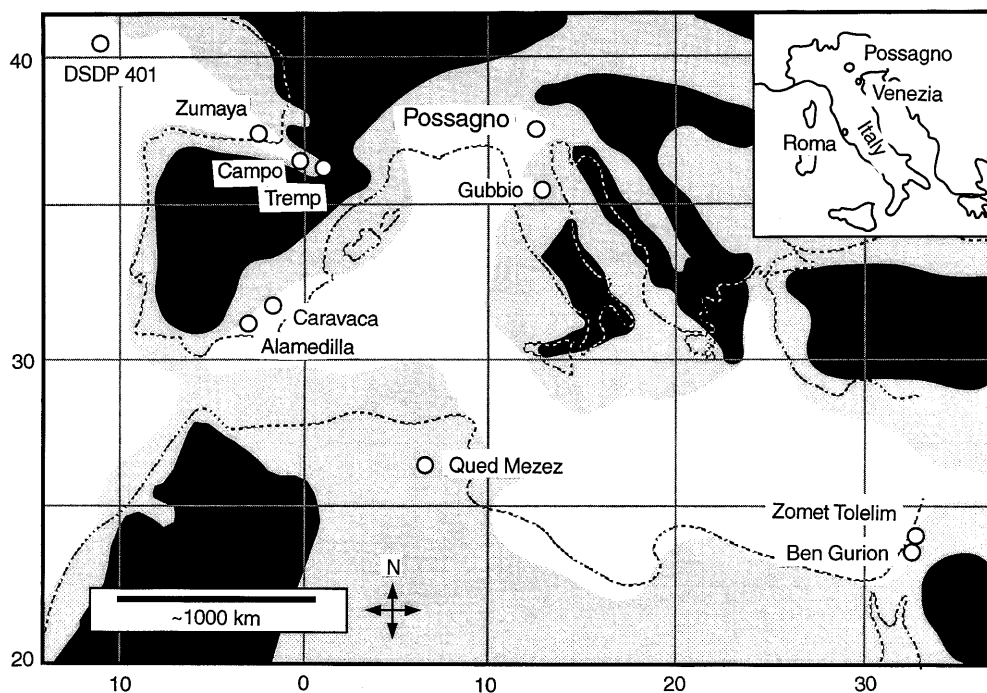 40
DSDP 401
Zumaya
Campo
Tremp
Possagno
Gubbio
Possagno
Venezia
Roma
Italy
Caravaca
Alamedilla
30
Qued Mezez
Zomet Tolelim
Ben Gurion
N
~1000 km
20
10
0
10
20
30